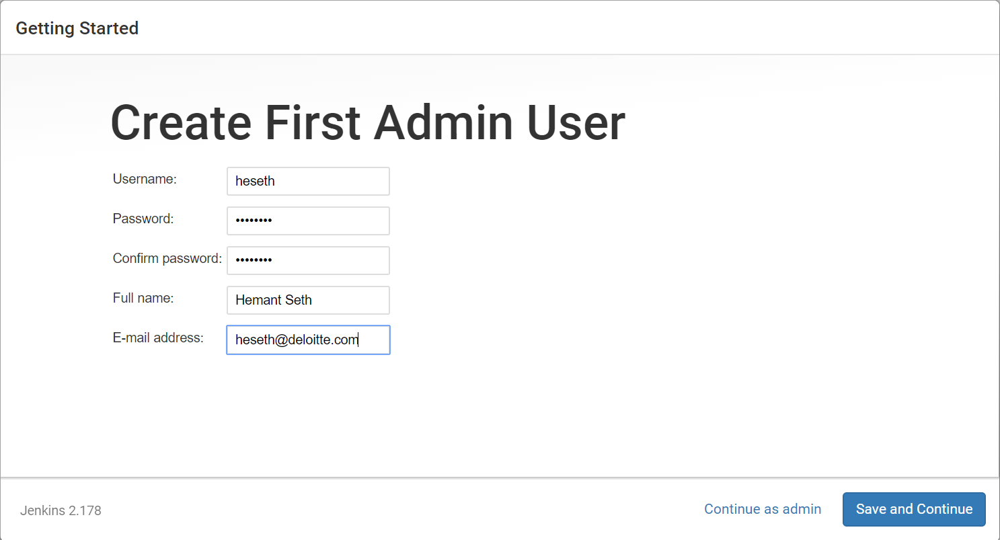 Getting Started
Create First Admin User
Username: heseth
Password: ••••••••
Confirm password: ••••••••
Full name: Hemant Seth
E-mail address: heseth@deloitte.com
Jenkins 2.178 Continue as admin Save and Continue